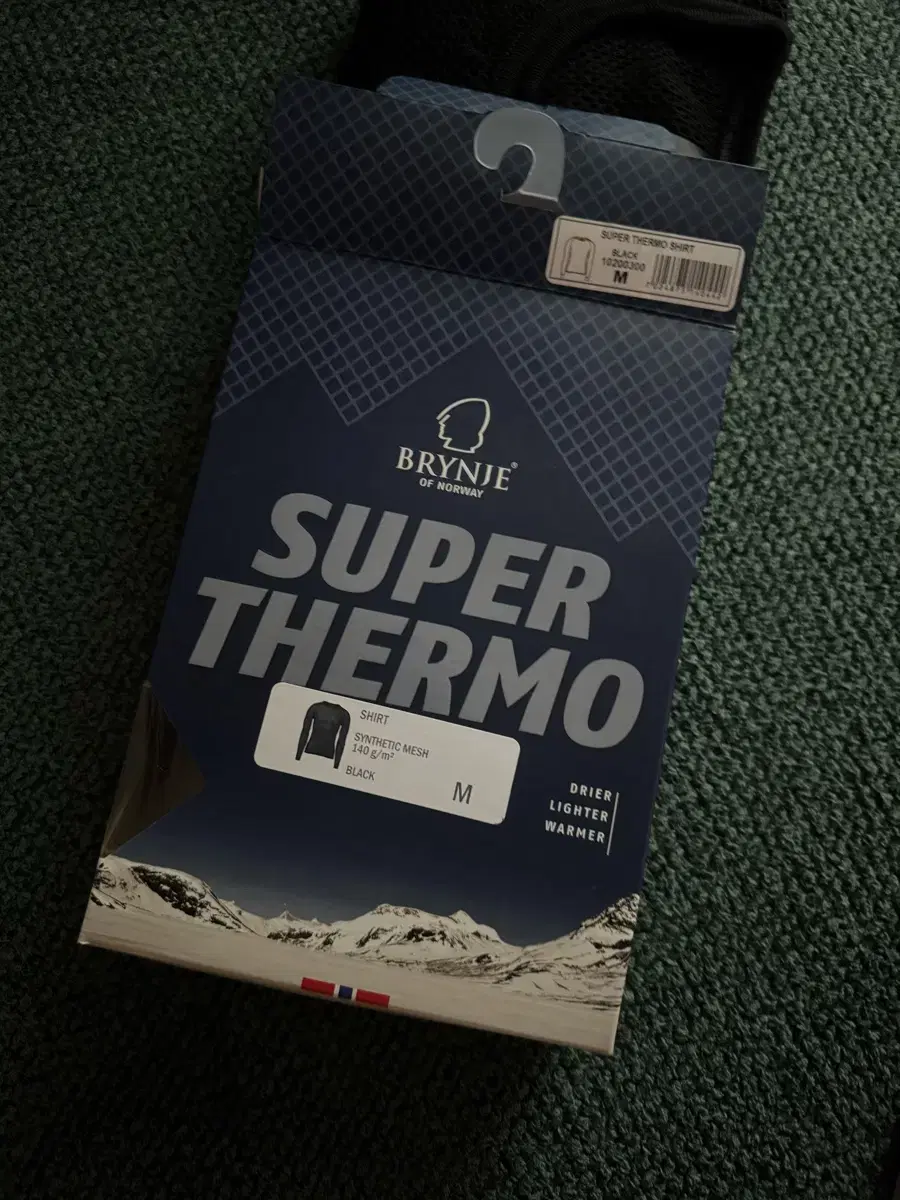 SUPER THERMO SHIRT
BLACK
10200300
M
BRYNJE®
OF NORWAY
SUPER
THERMO
SHIRT
SYNTHETIC MESH
140 g/m²
BLACK
M
DRIER
LIGHTER
WARMER